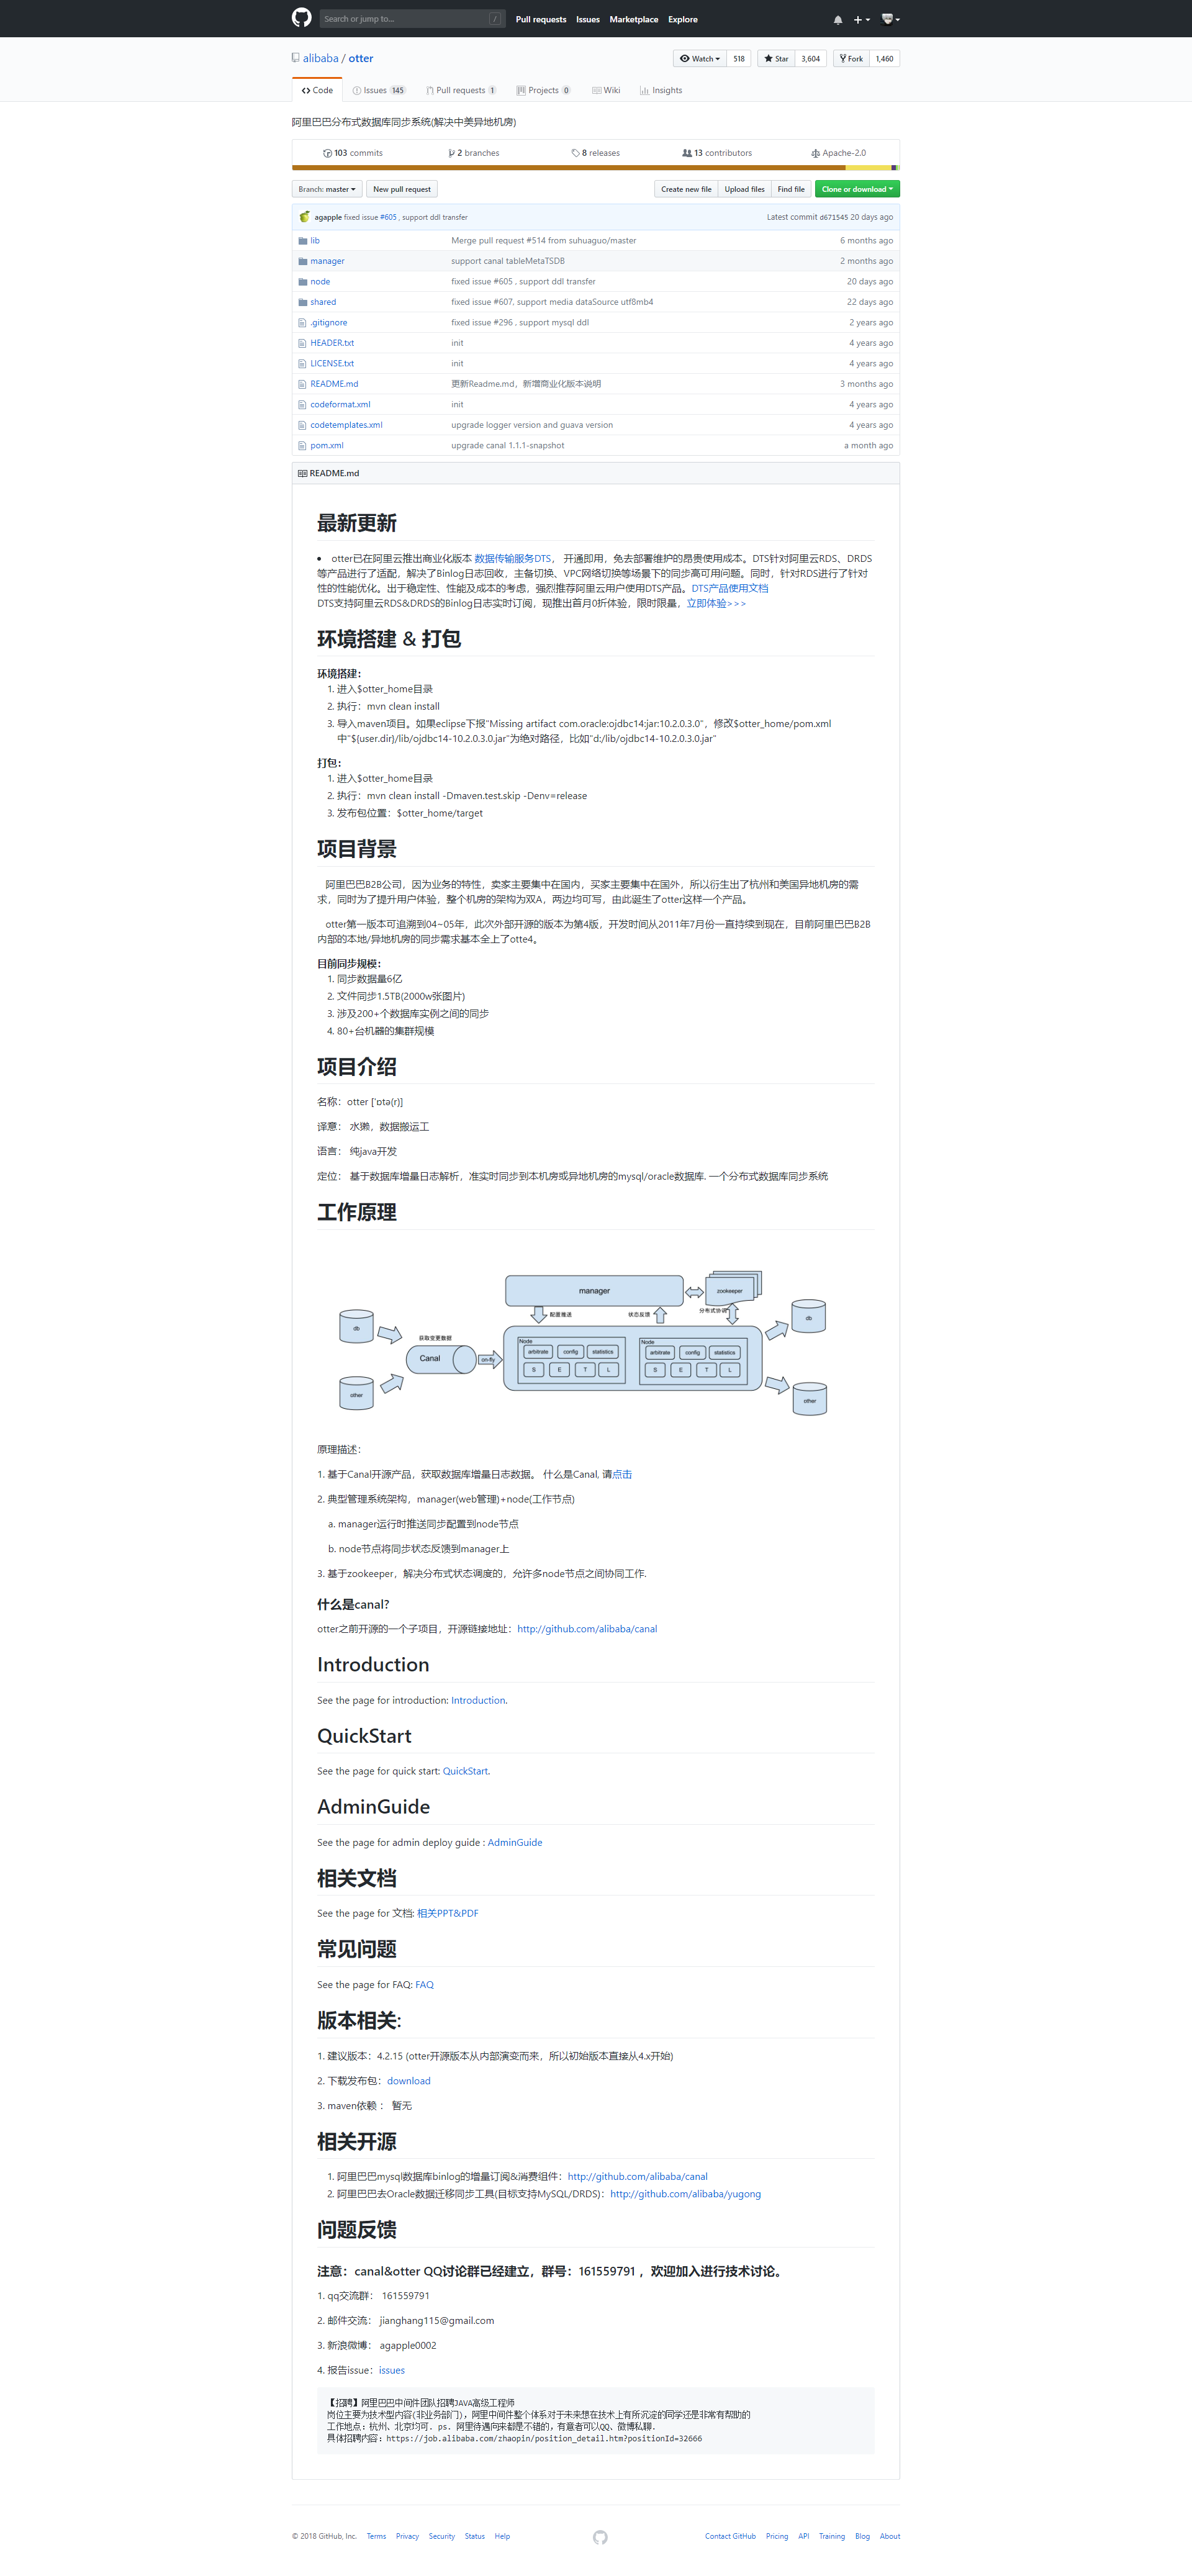 Search or jump to... /
Pull requests Issues Marketplace Explore
alibaba / otter
Watch 518 Star 3,604 Fork 1,460
Code Issues 145 Pull requests 1 Projects 0 Wiki Insights
阿里巴巴分布式数据库同步系统(解决中美异地机房)
103 commits 2 branches 8 releases 13 contributors Apache-2.0
Branch: master New pull request Create new file Upload files Find file Clone or download
agapple fixed issue #605 , support ddl transfer Latest commit d671545 20 days ago
lib Merge pull request #514 from suhuaguo/master 6 months ago
manager support canal tableMetaTSDB 2 months ago
node fixed issue #605 , support ddl transfer 20 days ago
shared fixed issue #607, support media dataSource utf8mb4 22 days ago
.gitignore fixed issue #296 , support mysql ddl 2 years ago
HEADER.txt init 4 years ago
LICENSE.txt init 4 years ago
README.md 更新Readme.md，新增商业化版本说明 3 months ago
codeformat.xml init 4 years ago
codetemplates.xml upgrade logger version and guava version 4 years ago
pom.xml upgrade canal 1.1.1-snapshot a month ago
README.md
最新更新
• otter已在阿里云推出商业化版本 数据传输服务DTS， 开通即用，免去部署维护的昂贵使用成本。DTS针对阿里云RDS、DRDS
等产品进行了适配，解决了Binlog日志回收，主备切换、VPC网络切换等场景下的同步高可用问题。同时，针对RDS进行了针对
性的性能优化。出于稳定性、性能及成本的考虑，强烈推荐阿里云用户使用DTS产品。DTS产品使用文档
DTS支持阿里云RDS&DRDS的Binlog日志实时订阅，现推出首月0折体验，限时限量，立即体验>>>
环境搭建 & 打包
环境搭建：
1. 进入$otter_home目录
2. 执行：mvn clean install
3. 导入maven项目。如果eclipse下报"Missing artifact com.oracle:ojdbc14:jar:10.2.0.3.0"，修改$otter_home/pom.xml
中"${user.dir}/lib/ojdbc14-10.2.0.3.0.jar"为绝对路径，比如"d:/lib/ojdbc14-10.2.0.3.0.jar"
打包：
1. 进入$otter_home目录
2. 执行：mvn clean install -Dmaven.test.skip -Denv=release
3. 发布包位置：$otter_home/target
项目背景
阿里巴巴B2B公司，因为业务的特性，卖家主要集中在国内，买家主要集中在国外，所以衍生出了杭州和美国异地机房的需
求，同时为了提升用户体验，整个机房的架构为双A，两边均可写，由此诞生了otter这样一个产品。
otter第一版本可追溯到04~05年，此次外部开源的版本为第4版，开发时间从2011年7月份一直持续到现在，目前阿里巴巴B2B
内部的本地/异地机房的同步需求基本全上了otte4。
目前同步规模：
1. 同步数据量6亿
2. 文件同步1.5TB(2000w张图片)
3. 涉及200+个数据库实例之间的同步
4. 80+台机器的集群规模
项目介绍
名称：otter ['ɒtə(r)]
译意： 水獭，数据搬运工
语言： 纯java开发
定位： 基于数据库增量日志解析，准实时同步到本机房或异地机房的mysql/oracle数据库. 一个分布式数据库同步系统
工作原理
manager zookeeper
配置推送 状态反馈 分布式协调
db db
获取变更数据
Canal on-fly
Node arbitrate config statistics S E T L
Node arbitrate config statistics S E T L
other other
原理描述：
1. 基于Canal开源产品，获取数据库增量日志数据。 什么是Canal, 请点击
2. 典型管理系统架构，manager(web管理)+node(工作节点)
a. manager运行时推送同步配置到node节点
b. node节点将同步状态反馈到manager上
3. 基于zookeeper，解决分布式状态调度的，允许多node节点之间协同工作.
什么是canal?
otter之前开源的一个子项目，开源链接地址：http://github.com/alibaba/canal
Introduction
See the page for introduction: Introduction.
QuickStart
See the page for quick start: QuickStart.
AdminGuide
See the page for admin deploy guide : AdminGuide
相关文档
See the page for 文档: 相关PPT&PDF
常见问题
See the page for FAQ: FAQ
版本相关:
1. 建议版本：4.2.15 (otter开源版本从内部演变而来，所以初始版本直接从4.x开始)
2. 下载发布包：download
3. maven依赖 ： 暂无
相关开源
1. 阿里巴巴mysql数据库binlog的增量订阅&消费组件：http://github.com/alibaba/canal
2. 阿里巴巴去Oracle数据迁移同步工具(目标支持MySQL/DRDS)：http://github.com/alibaba/yugong
问题反馈
注意：canal&otter QQ讨论群已经建立，群号：161559791 ，欢迎加入进行技术讨论。
1. qq交流群： 161559791
2. 邮件交流： jianghang115@gmail.com
3. 新浪微博： agapple0002
4. 报告issue：issues
【招聘】阿里巴巴中间件团队招聘JAVA高级工程师
岗位主要为技术型内容(非业务部门)，阿里中间件整个体系对于未来想在技术上有所沉淀的同学还是非常有帮助的
工作地点：杭州、北京均可. ps. 阿里待遇向来都是不错的，有意者可以QQ、微博私聊.
具体招聘内容：https://job.alibaba.com/zhaopin/position_detail.htm?positionId=32666
© 2018 GitHub, Inc. Terms Privacy Security Status Help Contact GitHub Pricing API Training Blog About